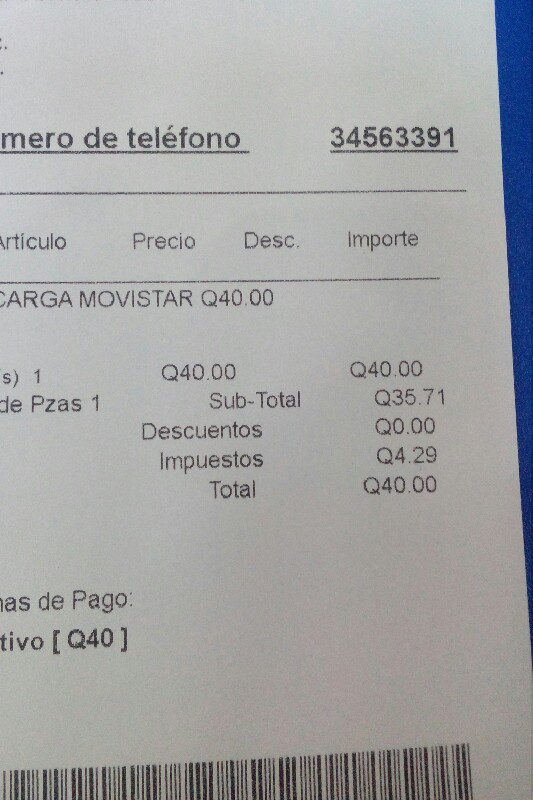 mero de teléfono 34563391
Artículo Precio Desc. Importe
CARGA MOVISTAR Q40.00
s) 1 Q40.00 Q40.00
de Pzas 1 Sub-Total Q35.71
Descuentos Q0.00
Impuestos Q4.29
Total Q40.00
nas de Pago:
tivo [ Q40 ]